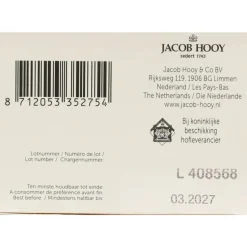 JACOB HOOY
sedert 1743
Jacob Hooy & Co BV
Rijksweg 119, 1906 BG Limmen
Nederland / Les Pays-Bas
The Netherlands / Die Niederlande
www.jacob-hooy.nl
8 712053 352754
Bij koninklijke
beschikking
hofleverancier
Lotnummer / Numéro de lot /
Lot number / Chargennummer:
L 408568
Ten minste houdbaar tot einde
A consommer de préférence avant fin
Best before / Mindestens haltbar bis
03.2027